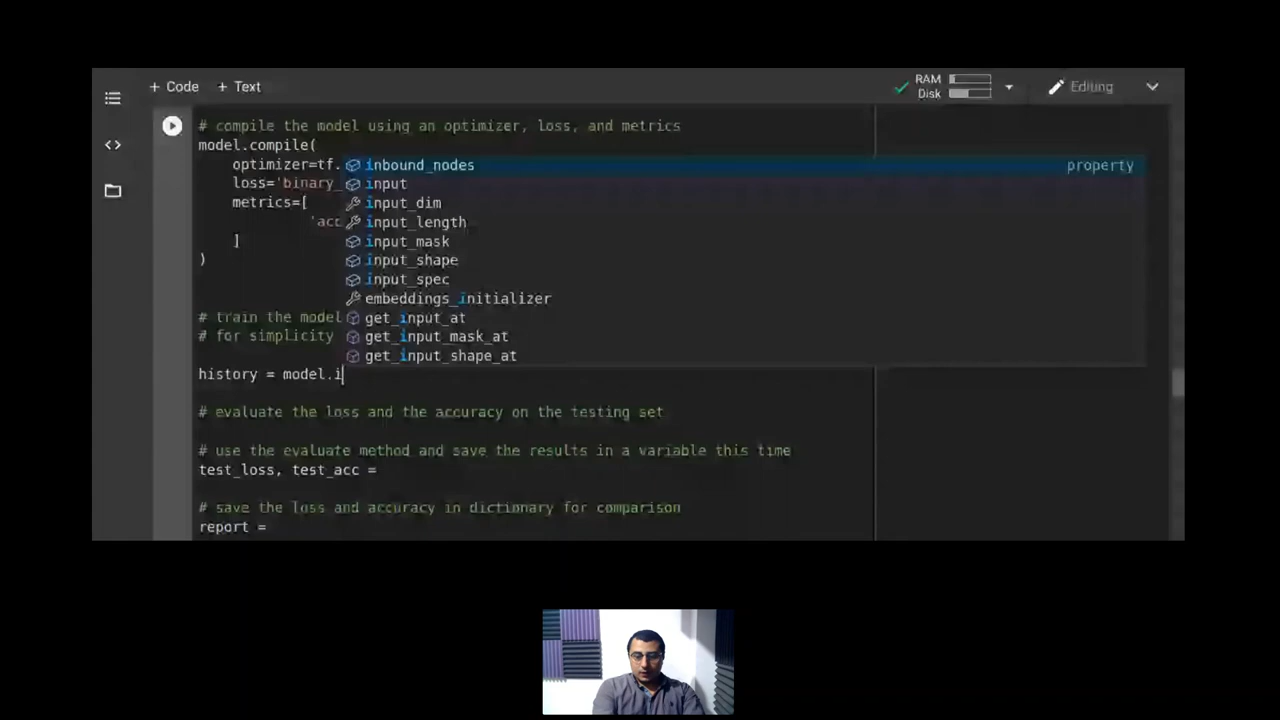 + Code + Text
RAM
Disk
Editing
# compile the model using an optimizer, loss, and metrics
model.compile(
optimizer=tf.
loss='binary_
metrics=[
'acc
]
)
inbound_nodes property
input
input_dim
input_length
input_mask
input_shape
input_spec
embeddings_initializer
get_input_at
get_input_mask_at
get_input_shape_at
# train the model
# for simplicity
history = model.i
# evaluate the loss and the accuracy on the testing set
# use the evaluate method and save the results in a variable this time
test_loss, test_acc =
# save the loss and accuracy in dictionary for comparison
report =